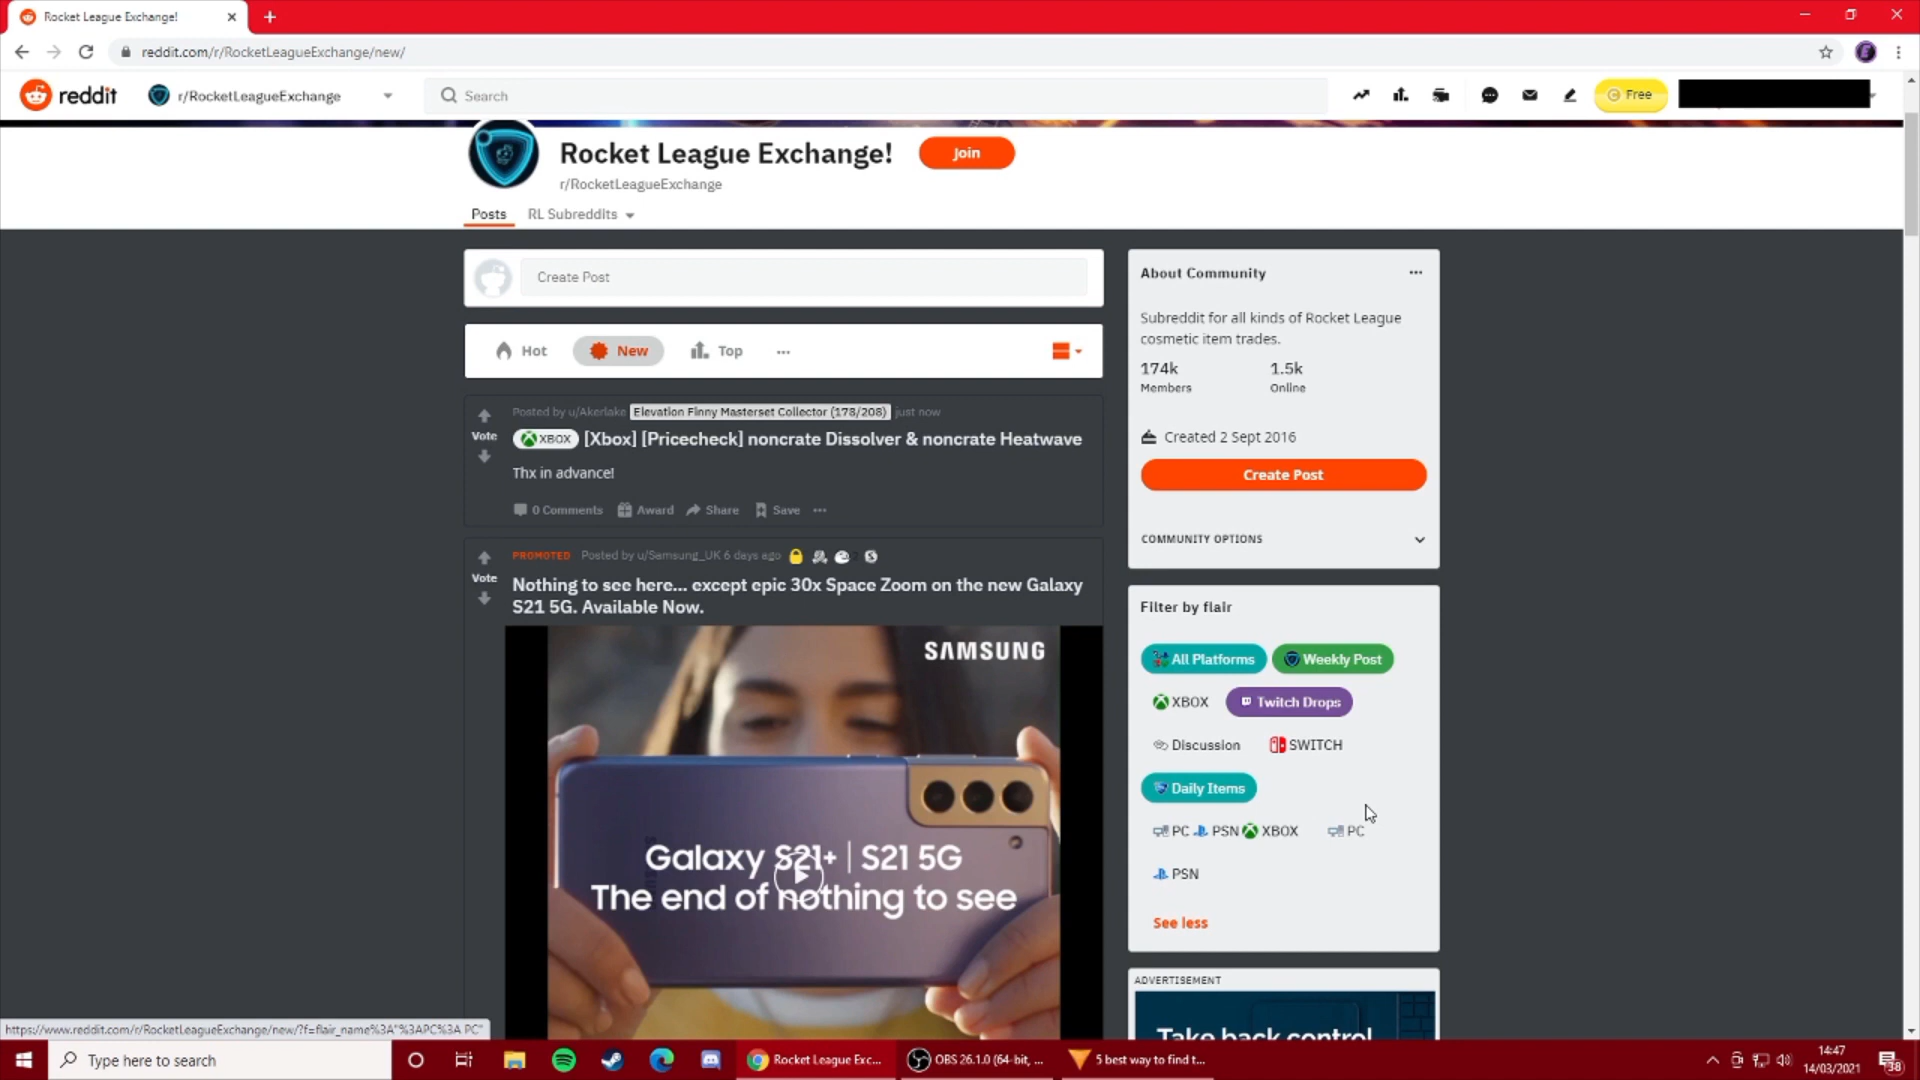 Rocket League Exchange!
reddit.com/r/RocketLeagueExchange/new/
reddit
r/RocketLeagueExchange
Search
Free
Rocket League Exchange!
Join
r/RocketLeagueExchange
Posts
RL Subreddits
Create Post
Hot
New
Top
Posted by u/Akerlake Elevation Finny Masterset Collector (178/208) just now
Vote
XBOX [Xbox] [Pricecheck] noncrate Dissolver & noncrate Heatwave
Thx in advance!
0 Comments Award Share Save
PROMOTED Posted by u/Samsung_UK 6 days ago
Vote
Nothing to see here... except epic 30x Space Zoom on the new Galaxy
S21 5G. Available Now.
SAMSUNG
Galaxy S21+ | S21 5G
The end of nothing to see
About Community
Subreddit for all kinds of Rocket League
cosmetic item trades.
174k
Members
1.5k
Online
Created 2 Sept 2016
Create Post
COMMUNITY OPTIONS
Filter by flair
All Platforms
Weekly Post
XBOX
Twitch Drops
Discussion
SWITCH
Daily Items
PC PSN XBOX
PC
PSN
See less
ADVERTISEMENT
Take back control
https://www.reddit.com/r/RocketLeagueExchange/new/?f=flair_name%3A"%3APC%3A PC"
Type here to search
Rocket League Exc...
OBS 26.1.0 (64-bit, ...
5 best way to find t...
14:47
14/03/2021
38